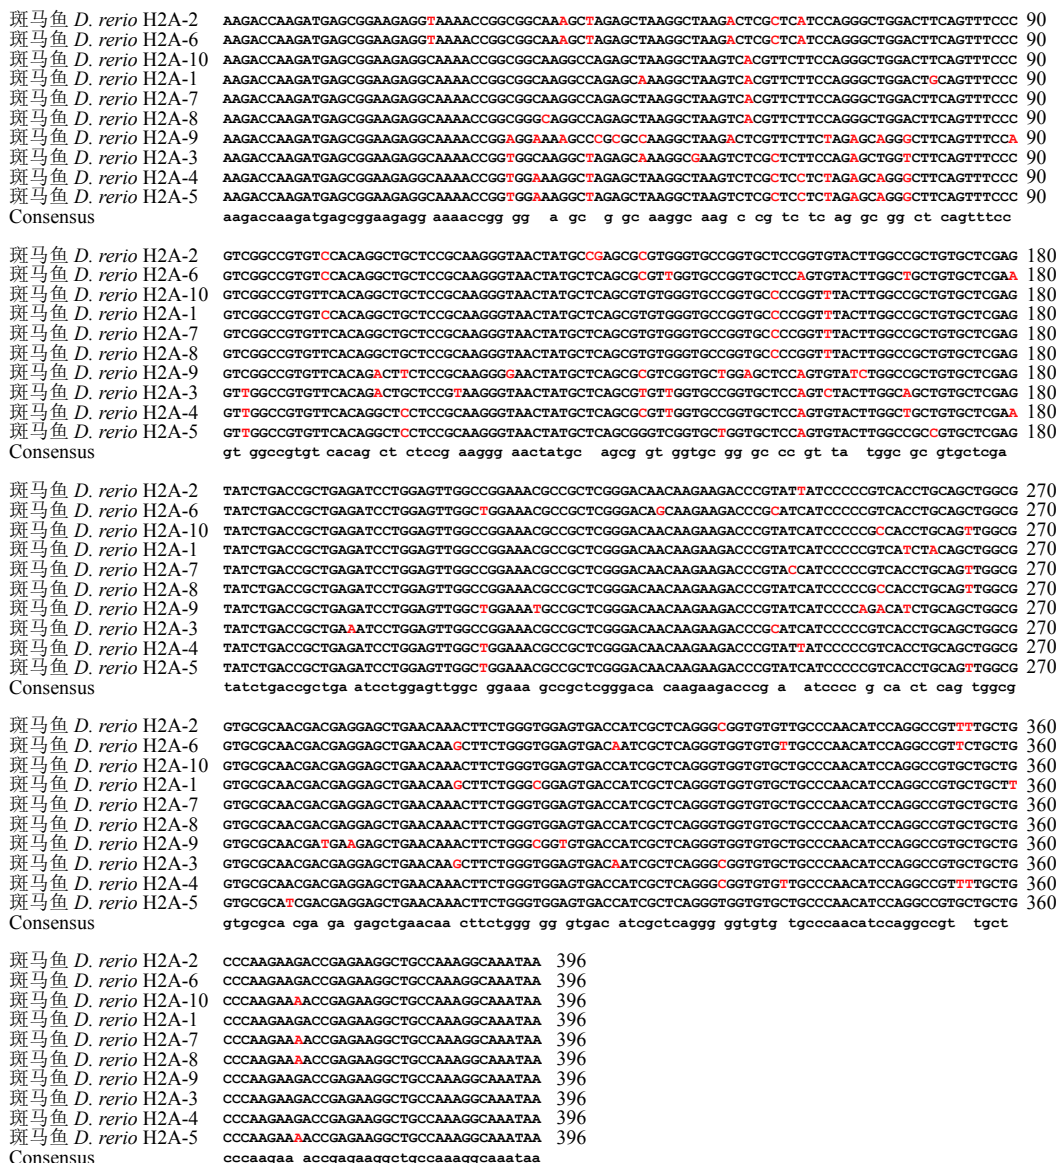 斑马鱼 D. rerio H2A-2 AAGACCAAGATGAGCGGAAGAGGTAAAACCGGCGGCAAAGCTAGAGCTAAGGCTAAGACTCGCTCATCCAGGGCTGGACTTCAGTTTCCC 90
斑马鱼 D. rerio H2A-6 AAGACCAAGATGAGCGGAAGAGGTAAAACCGGCGGCAAAGCTAGAGCTAAGGCTAAGACTCGCTCATCCAGGGCTGGACTTCAGTTTCCC 90
斑马鱼 D. rerio H2A-10 AAGACCAAGATGAGCGGAAGAGGCAAAACCGGCGGCAAGGCCAGAGCTAAGGCTAAGTCACGTTCTTCCAGGGCTGGACTTCAGTTTCCC 90
斑马鱼 D. rerio H2A-1 AAGACCAAGATGAGCGGAAGAGGCAAAACCGGCGGCAAGGCCAGAGCAAAGGCTAAGTCACGTTCTTCCAGGGCTGGACTGCAGTTTCCC 90
斑马鱼 D. rerio H2A-7 AAGACCAAGATGAGCGGAAGAGGCAAAACCGGCGGCAAGGCCAGAGCTAAGGCTAAGTCACGTTCTTCCAGGGCTGGACTTCAGTTTCCC 90
斑马鱼 D. rerio H2A-8 AAGACCAAGATGAGCGGAAGAGGCAAAACCGGCGGGCAGGCCAGAGCTAAGGCTAAGTCACGTTCTTCCAGGGCTGGACTTCAGTTTCCC 90
斑马鱼 D. rerio H2A-9 AAGACCAAGATGAGCGGAAGAGGCAAAACCGGAGGAAAAGCCCGCGCCAAGGCTAAGACTCGTTCTTCTAGAGCAGGGCTTCAGTTTCCA 90
斑马鱼 D. rerio H2A-3 AAGACCAAGATGAGCGGAAGAGGCAAAACCGGTGGCAAGGCTAGAGCAAAGGCGAAGTCTCGCTCTTCCAGAGCTGGTCTTCAGTTTCCC 90
斑马鱼 D. rerio H2A-4 AAGACCAAGATGAGCGGAAGAGGCAAAACCGGTGGAAAGGCTAGAGCTAAGGCTAAGTCTCGCTCCTCTAGAGCAGGGCTTCAGTTTCCC 90
斑马鱼 D. rerio H2A-5 AAGACCAAGATGAGCGGAAGAGGCAAAACCGGTGGAAAGGCTAGAGCTAAGGCTAAGTCTCGCTCCTCTAGAGCAGGGCTTCAGTTTCCC 90
Consensus aagaccaagatgagcggaagagg aaaaccgg gg a gc g gcaaggc aag c cg tc tc ag gc gg ct cagtttcc
斑马鱼 D. rerio H2A-2 GTCGGCCGTGTCCACAGGCTGCTCCGCAAGGGTAACTATGCCGAGCGCGTGGGTGCCGGTGCTCCGGTGTACTTGGCCGCTGTGCTCGAG 180
斑马鱼 D. rerio H2A-6 GTCGGCCGTGTCCACAGGCTGCTCCGCAAGGGTAACTATGCTCAGCGCGTTGGTGCCGGTGCTCCAGTGTACTTGGCTGCTGTGCTCGAA 180
斑马鱼 D. rerio H2A-10 GTCGGCCGTGTTCACAGGCTGCTCCGCAAGGGTAACTATGCTCAGCGTGTGGGTGCCGGTGCCCCGGTTTACTTGGCCGCTGTGCTCGAG 180
斑马鱼 D. rerio H2A-1 GTCGGCCGTGTCCACAGGCTGCTCCGCAAGGGTAACTATGCTCAGCGTGTGGGTGCCGGTGCCCCGGTTTACTTGGCCGCTGTGCTCGAG 180
斑马鱼 D. rerio H2A-7 GTCGGCCGTGTTCACAGGCTGCTCCGCAAGGGTAACTATGCTCAGCGTGTGGGTGCCGGTGCCCCGGTTTACTTGGCCGCTGTGCTCGAG 180
斑马鱼 D. rerio H2A-8 GTCGGCCGTGTTCACAGGCTGCTCCGCAAGGGTAACTATGCTCAGCGTGTGGGTGCCGGTGCCCCGGTTTACTTGGCCGCTGTGCTCGAG 180
斑马鱼 D. rerio H2A-9 GTCGGCCGTGTTCACAGACTTCTCCGCAAGGGGAACTATGCTCAGCGCGTCGGTGCTGGAGCTCCAGTGTATCTGGCCGCTGTGCTCGAG 180
斑马鱼 D. rerio H2A-3 GTTGGCCGTGTTCACAGACTGCTCCGTAAGGGTAACTATGCTCAGCGTGTTGGTGCCGGTGCTCCAGTCTACTTGGCAGCTGTGCTCGAG 180
斑马鱼 D. rerio H2A-4 GTTGGCCGTGTTCACAGGCTCCTCCGCAAGGGTAACTATGCTCAGCGCGTTGGTGCCGGTGCTCCAGTGTACTTGGCTGCTGTGCTCGAA 180
斑马鱼 D. rerio H2A-5 GTTGGCCGTGTTCACAGGCTCCTCCGCAAGGGTAACTATGCTCAGCGGGTCGGTGCTGGTGCTCCAGTGTACTTGGCCGCCGTGCTCGAG 180
Consensus gt ggccgtgt cacag ct ctccg aaggg aactatgc agcg gt ggtgc gg gc cc gt ta tggc gc gtgctcga
斑马鱼 D. rerio H2A-2 TATCTGACCGCTGAGATCCTGGAGTTGGCCGGAAACGCCGCTCGGGACAACAAGAAGACCCGTATTATCCCCCGTCACCTGCAGCTGGCG 270
斑马鱼 D. rerio H2A-6 TATCTGACCGCTGAGATCCTGGAGTTGGCTGGAAACGCCGCTCGGGACAGCAAGAAGACCCGCATCATCCCCCGTCACCTGCAGCTGGCG 270
斑马鱼 D. rerio H2A-10 TATCTGACCGCTGAGATCCTGGAGTTGGCCGGAAACGCCGCTCGGGACAACAAGAAGACCCGTATCATCCCCCGCCACCTGCAGTTGGCG 270
斑马鱼 D. rerio H2A-1 TATCTGACCGCTGAGATCCTGGAGTTGGCCGGAAACGCCGCTCGGGACAACAAGAAGACCCGTATCATCCCCCGTCATCTACAGCTGGCG 270
斑马鱼 D. rerio H2A-7 TATCTGACCGCTGAGATCCTGGAGTTGGCCGGAAACGCCGCTCGGGACAACAAGAAGACCCGTACCATCCCCCGTCACCTGCAGTTGGCG 270
斑马鱼 D. rerio H2A-8 TATCTGACCGCTGAGATCCTGGAGTTGGCCGGAAACGCCGCTCGGGACAACAAGAAGACCCGTATCATCCCCCGCCACCTGCAGTTGGCG 270
斑马鱼 D. rerio H2A-9 TATCTGACCGCTGAGATCCTGGAGTTGGCTGGAAATGCCGCTCGGGACAACAAGAAGACCCGTATCATCCCCAGACATCTGCAGCTGGCG 270
斑马鱼 D. rerio H2A-3 TATCTGACCGCTGAAATCCTGGAGTTGGCCGGAAACGCCGCTCGGGACAACAAGAAGACCCGCATCATCCCCCGTCACCTGCAGCTGGCG 270
斑马鱼 D. rerio H2A-4 TATCTGACCGCTGAGATCCTGGAGTTGGCTGGAAACGCCGCTCGGGACAACAAGAAGACCCGTATTATCCCCCGTCACCTGCAGCTGGCG 270
斑马鱼 D. rerio H2A-5 TATCTGACCGCTGAGATCCTGGAGTTGGCTGGAAACGCCGCTCGGGACAACAAGAAGACCCGTATCATCCCCCGTCACCTGCAGTTGGCG 270
Consensus tatctgaccgctga atcctggagttggc ggaaa gccgctcgggaca caagaagacccg a atcccc g ca ct cag tggcg
斑马鱼 D. rerio H2A-2 GTGCGCAACGACGAGGAGCTGAACAAACTTCTGGGTGGAGTGACCATCGCTCAGGGCGGTGTGTTGCCCAACATCCAGGCCGTTTTGCTG 360
斑马鱼 D. rerio H2A-6 GTGCGCAACGACGAGGAGCTGAACAAGCTTCTGGGTGGAGTGACAATCGCTCAGGGTGGTGTGTTGCCCAACATCCAGGCCGTTCTGCTG 360
斑马鱼 D. rerio H2A-10 GTGCGCAACGACGAGGAGCTGAACAAACTTCTGGGTGGAGTGACCATCGCTCAGGGTGGTGTGCTGCCCAACATCCAGGCCGTGCTGCTG 360
斑马鱼 D. rerio H2A-1 GTGCGCAACGACGAGGAGCTGAACAAGCTTCTGGGCGGAGTGACCATCGCTCAGGGTGGTGTGCTGCCCAACATCCAGGCCGTGCTGCTT 360
斑马鱼 D. rerio H2A-7 GTGCGCAACGACGAGGAGCTGAACAAACTTCTGGGTGGAGTGACCATCGCTCAGGGTGGTGTGCTGCCCAACATCCAGGCCGTGCTGCTG 360
斑马鱼 D. rerio H2A-8 GTGCGCAACGACGAGGAGCTGAACAAACTTCTGGGTGGAGTGACCATCGCTCAGGGTGGTGTGCTGCCCAACATCCAGGCCGTGCTGCTG 360
斑马鱼 D. rerio H2A-9 GTGCGCAACGATGAAGAGCTGAACAAACTTCTGGGCGGTGTGACCATCGCTCAGGGTGGTGTGCTGCCCAACATCCAGGCCGTGCTGCTG 360
斑马鱼 D. rerio H2A-3 GTGCGCAACGACGAGGAGCTGAACAAGCTTCTGGGTGGAGTGACAATCGCTCAGGGCGGTGTGCTGCCCAACATCCAGGCCGTGCTGCTG 360
斑马鱼 D. rerio H2A-4 GTGCGCAACGACGAGGAGCTGAACAAACTTCTGGGTGGAGTGACCATCGCTCAGGGCGGTGTGTTGCCCAACATCCAGGCCGTTTTGCTG 360
斑马鱼 D. rerio H2A-5 GTGCGCATCGACGAGGAGCTGAACAAACTTCTGGGTGGAGTGACCATCGCTCAGGGTGGTGTGCTGCCCAACATCCAGGCCGTGCTGCTG 360
Consensus gtgcgca cga ga gagctgaacaa cttctggg gg gtgac atcgctcaggg ggtgtg tgcccaacatccaggccgt tgct
斑马鱼 D. rerio H2A-2 CCCAAGAAGACCGAGAAGGCTGCCAAAGGCAAATAA 396
斑马鱼 D. rerio H2A-6 CCCAAGAAGACCGAGAAGGCTGCCAAAGGCAAATAA 396
斑马鱼 D. rerio H2A-10 CCCAAGAAAACCGAGAAGGCTGCCAAAGGCAAATAA 396
斑马鱼 D. rerio H2A-1 CCCAAGAAGACCGAGAAGGCTGCCAAAGGCAAATAA 396
斑马鱼 D. rerio H2A-7 CCCAAGAAAACCGAGAAGGCTGCCAAAGGCAAATAA 396
斑马鱼 D. rerio H2A-8 CCCAAGAAAACCGAGAAGGCTGCCAAAGGCAAATAA 396
斑马鱼 D. rerio H2A-9 CCCAAGAAGACCGAGAAGGCTGCCAAAGGCAAATAA 396
斑马鱼 D. rerio H2A-3 CCCAAGAAGACCGAGAAGGCTGCCAAAGGCAAATAA 396
斑马鱼 D. rerio H2A-4 CCCAAGAAGACCGAGAAGGCTGCCAAAGGCAAATAA 396
斑马鱼 D. rerio H2A-5 CCCAAGAAAACCGAGAAGGCTGCCAAAGGCAAATAA 396
Consensus cccaagaa accgagaaggctgccaaaggcaaataa